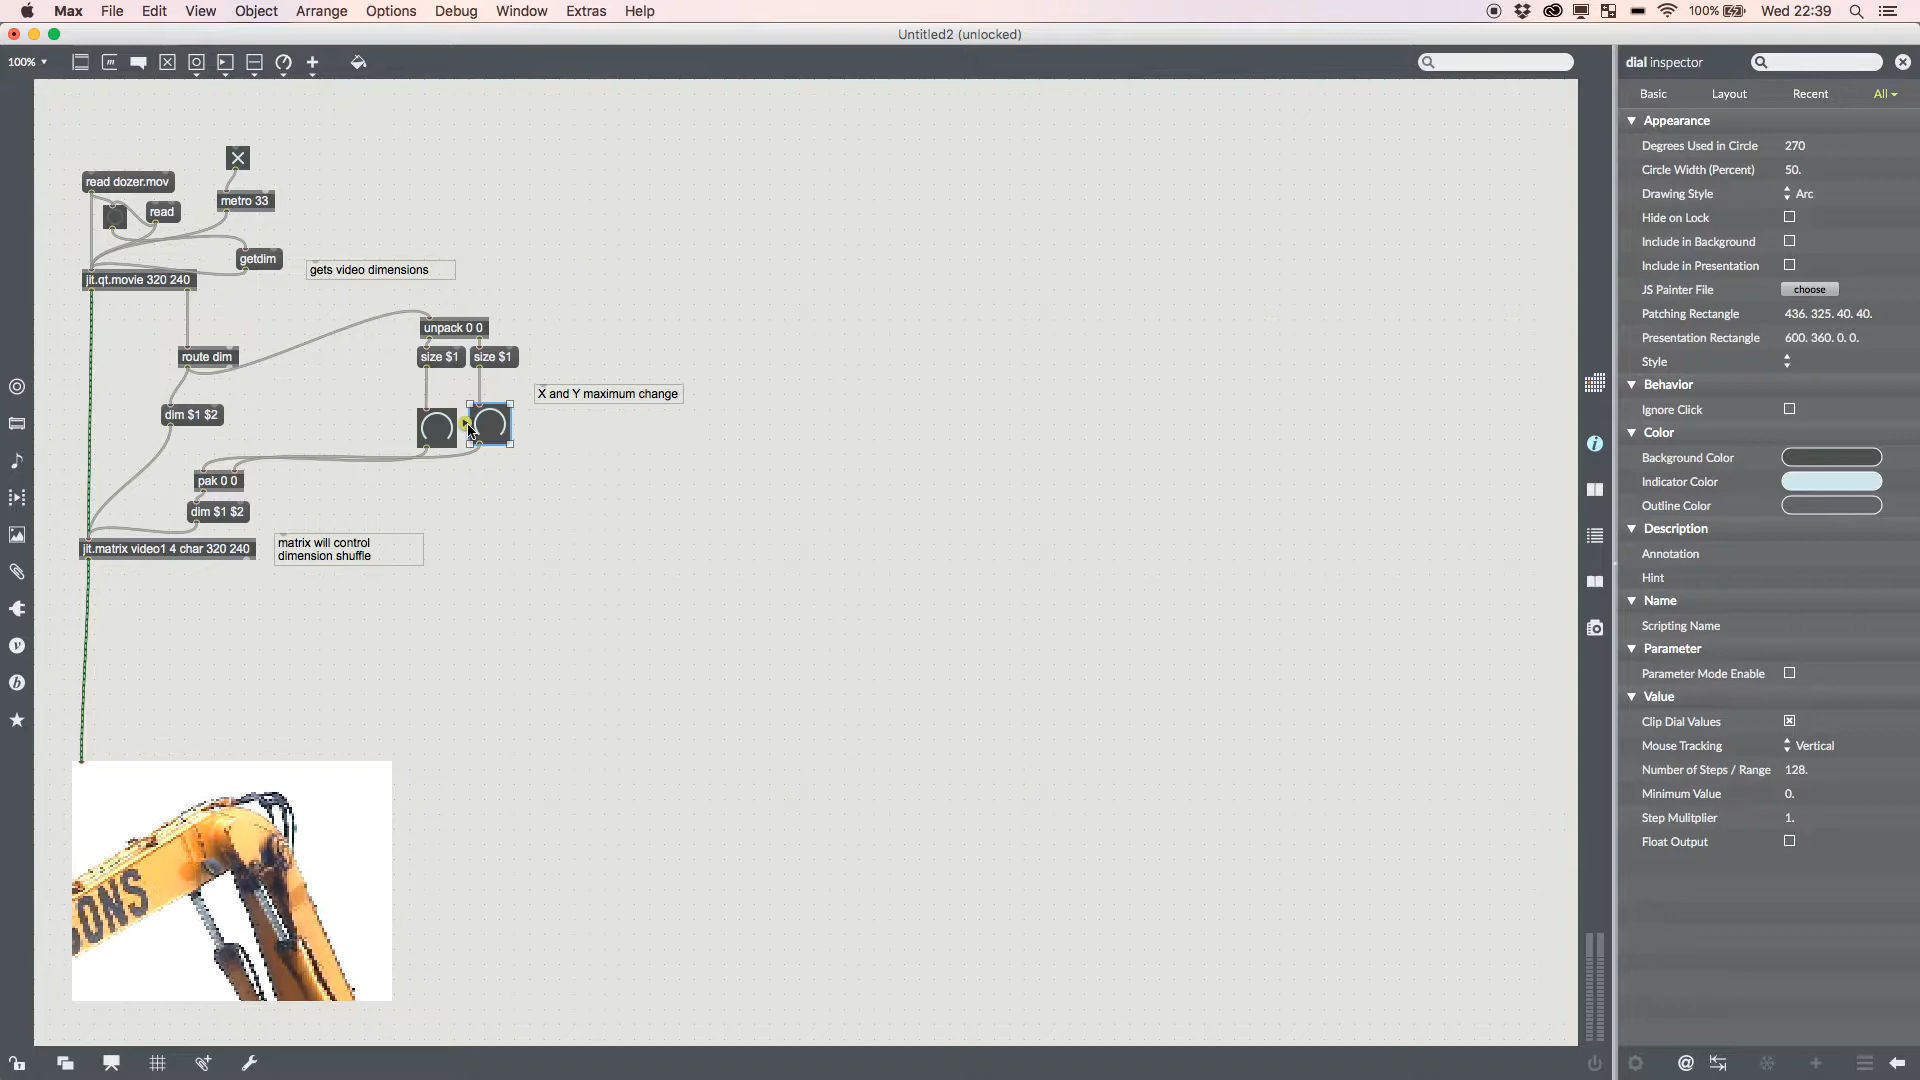 Max File Edit View Object Arrange Options Debug Window Extras Help
100% Wed 22:39
Untitled2 (unlocked)
100%
dial inspector
Basic Layout Recent All
Appearance
Degrees Used in Circle 270
Circle Width (Percent) 50.
Drawing Style Arc
Hide on Lock
Include in Background
Include in Presentation
JS Painter File choose
Patching Rectangle 436. 325. 40. 40.
Presentation Rectangle 600. 360. 0. 0.
Style
Behavior
Ignore Click
Color
Background Color
Indicator Color
Outline Color
Description
Annotation
Hint
Name
Scripting Name
Parameter
Parameter Mode Enable
Value
Clip Dial Values
Mouse Tracking Vertical
Number of Steps / Range 128.
Minimum Value 0.
Step Mulitplier 1.
Float Output
read dozer.mov
read
metro 33
getdim
gets video dimensions
jit.qt.movie 320 240
unpack 0 0
route dim
size $1 size $1
X and Y maximum change
dim $1 $2
pak 0 0
dim $1 $2
jit.matrix video1 4 char 320 240
matrix will control
dimension shuffle
SONS